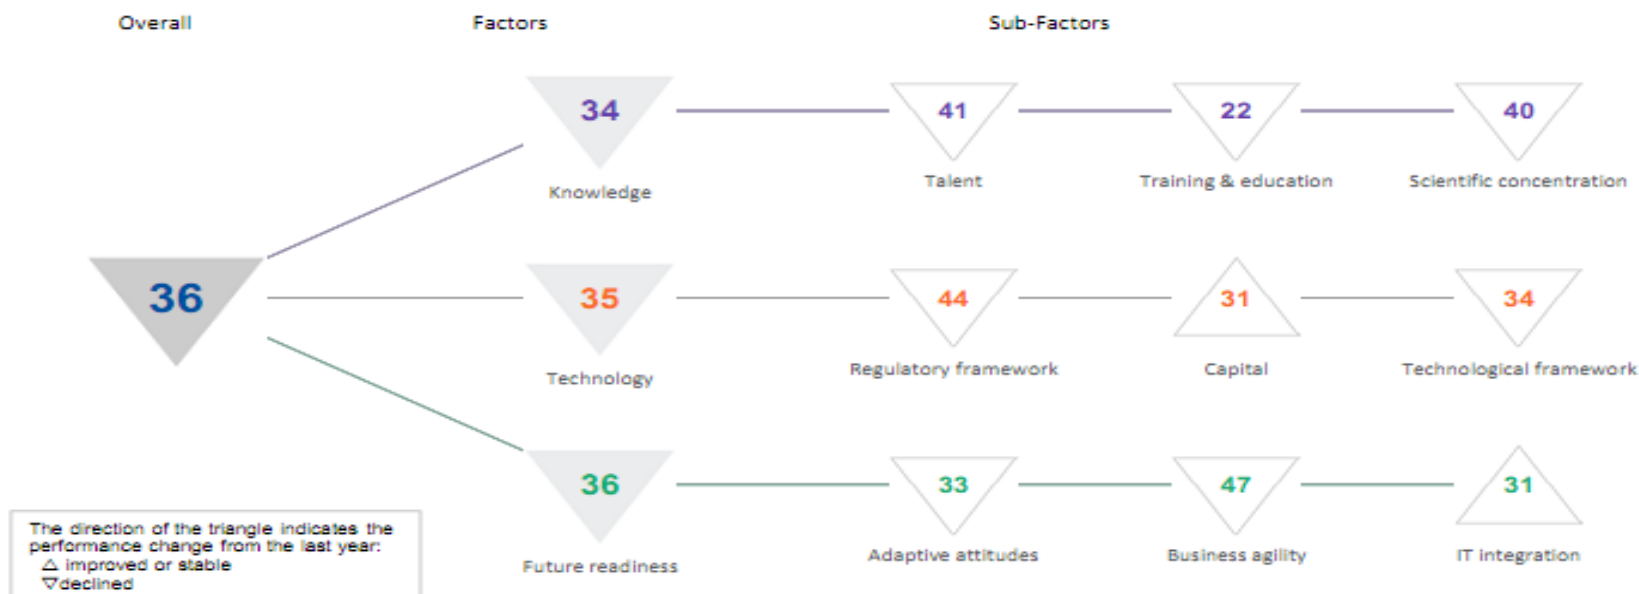 Overall Factors Sub-Factors
34 41 22 40
Knowledge Talent Training & education Scientific concentration
36
35 44 31 34
Technology Regulatory framework Capital Technological framework
36 33 47 31
Future readiness Adaptive attitudes Business agility IT integration
The direction of the triangle indicates the
performance change from the last year:
△ improved or stable
▽declined